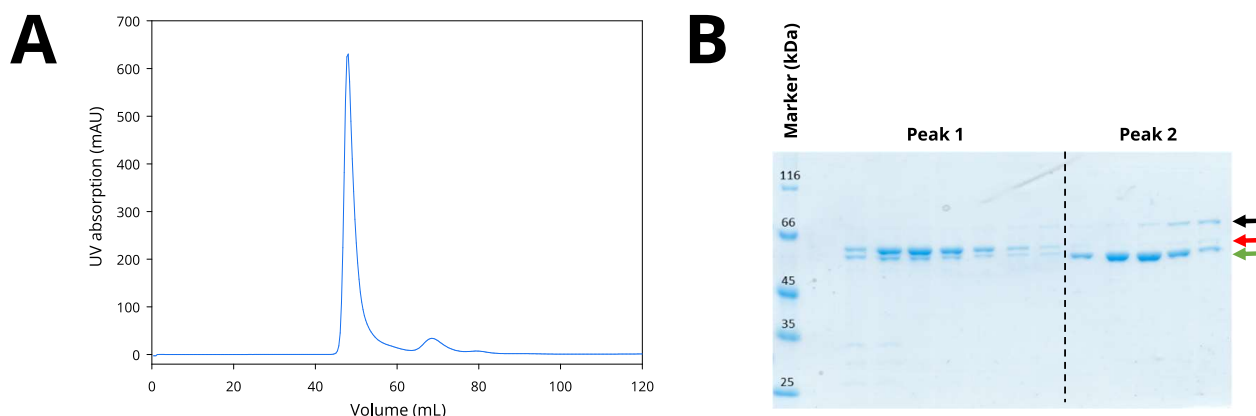 A
700
600
500
400
300
200
100
0
UV absorption (mAU)
0 20 40 60 80 100 120
Volume (mL)
B
Marker (kDa)
Peak 1 Peak 2
116
66
45
35
25